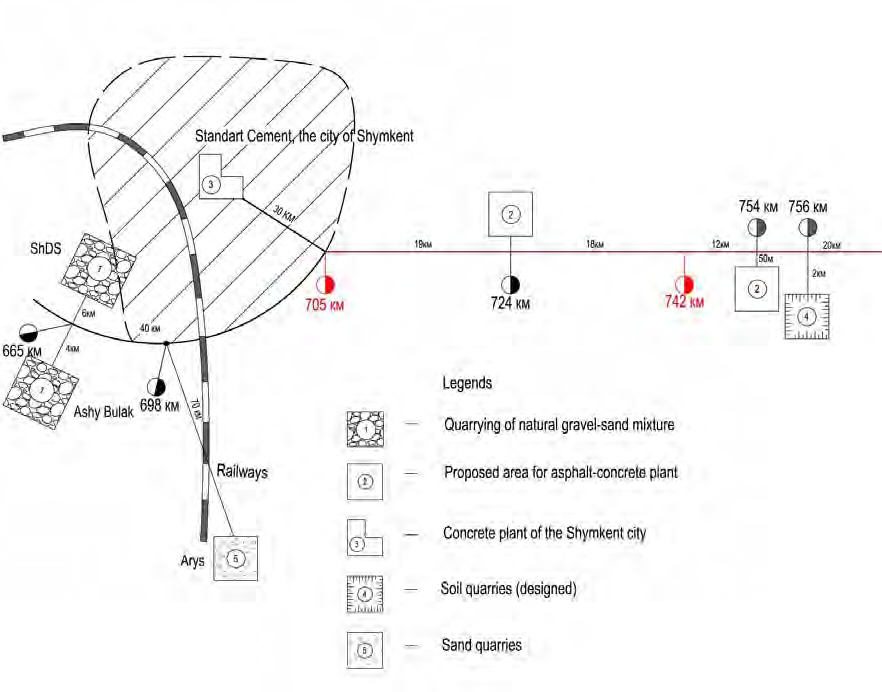 Standart Cement, the city of Shymkent
3
30 КМ
ShDS
1
6км
665 км
4км
1
Ashy Bulak
40 км
698 км
70 км
Railways
Arys
5
705 км
19км
2
724 км
18км
742 км
12км
754 км
50м
2
756 км
20км
2км
4
Legends
1 — Quarrying of natural gravel-sand mixture
2 — Proposed area for asphalt-concrete plant
3 — Concrete plant of the Shymkent city
4 — Soil quarries (designed)
5 — Sand quarries